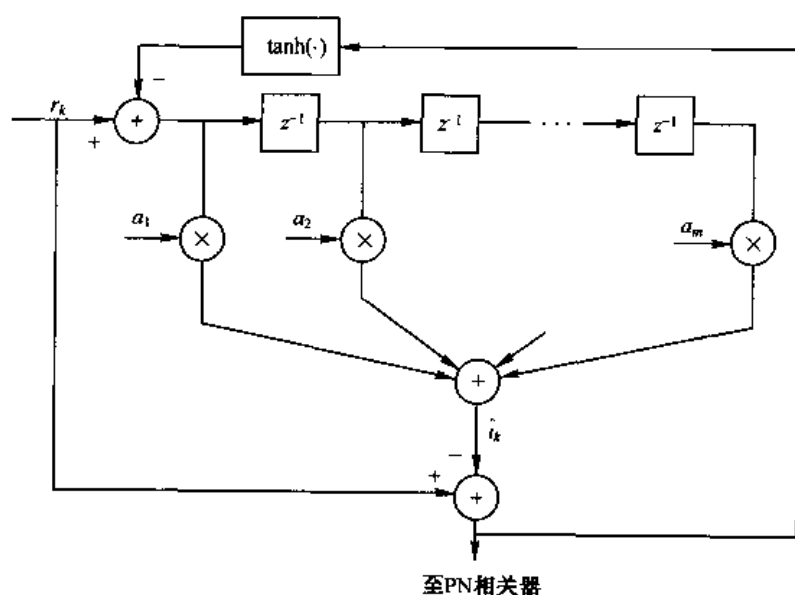 tanh(·)
−
r_k
+
+
z⁻¹
z⁻¹
···
z⁻¹
a₁
×
a₂
×
a_m
×
+
î_k
−
+
+
至PN相关器